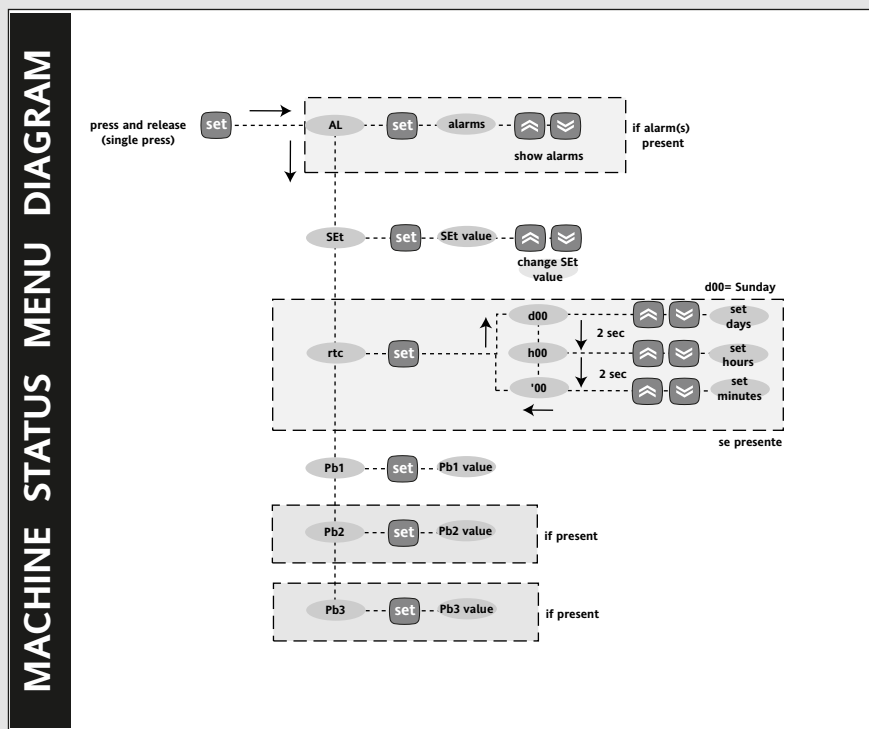 MACHINE STATUS MENU DIAGRAM
press and release
(single press)
set
AL
set
alarms
show alarms
if alarm(s)
present
SEt
set
SEt value
change SEt
value
d00= Sunday
rtc
set
d00
2 sec
set
days
h00
2 sec
set
hours
'00
set
minutes
se presente
Pb1
set
Pb1 value
Pb2
set
Pb2 value
if present
Pb3
set
Pb3 value
if present